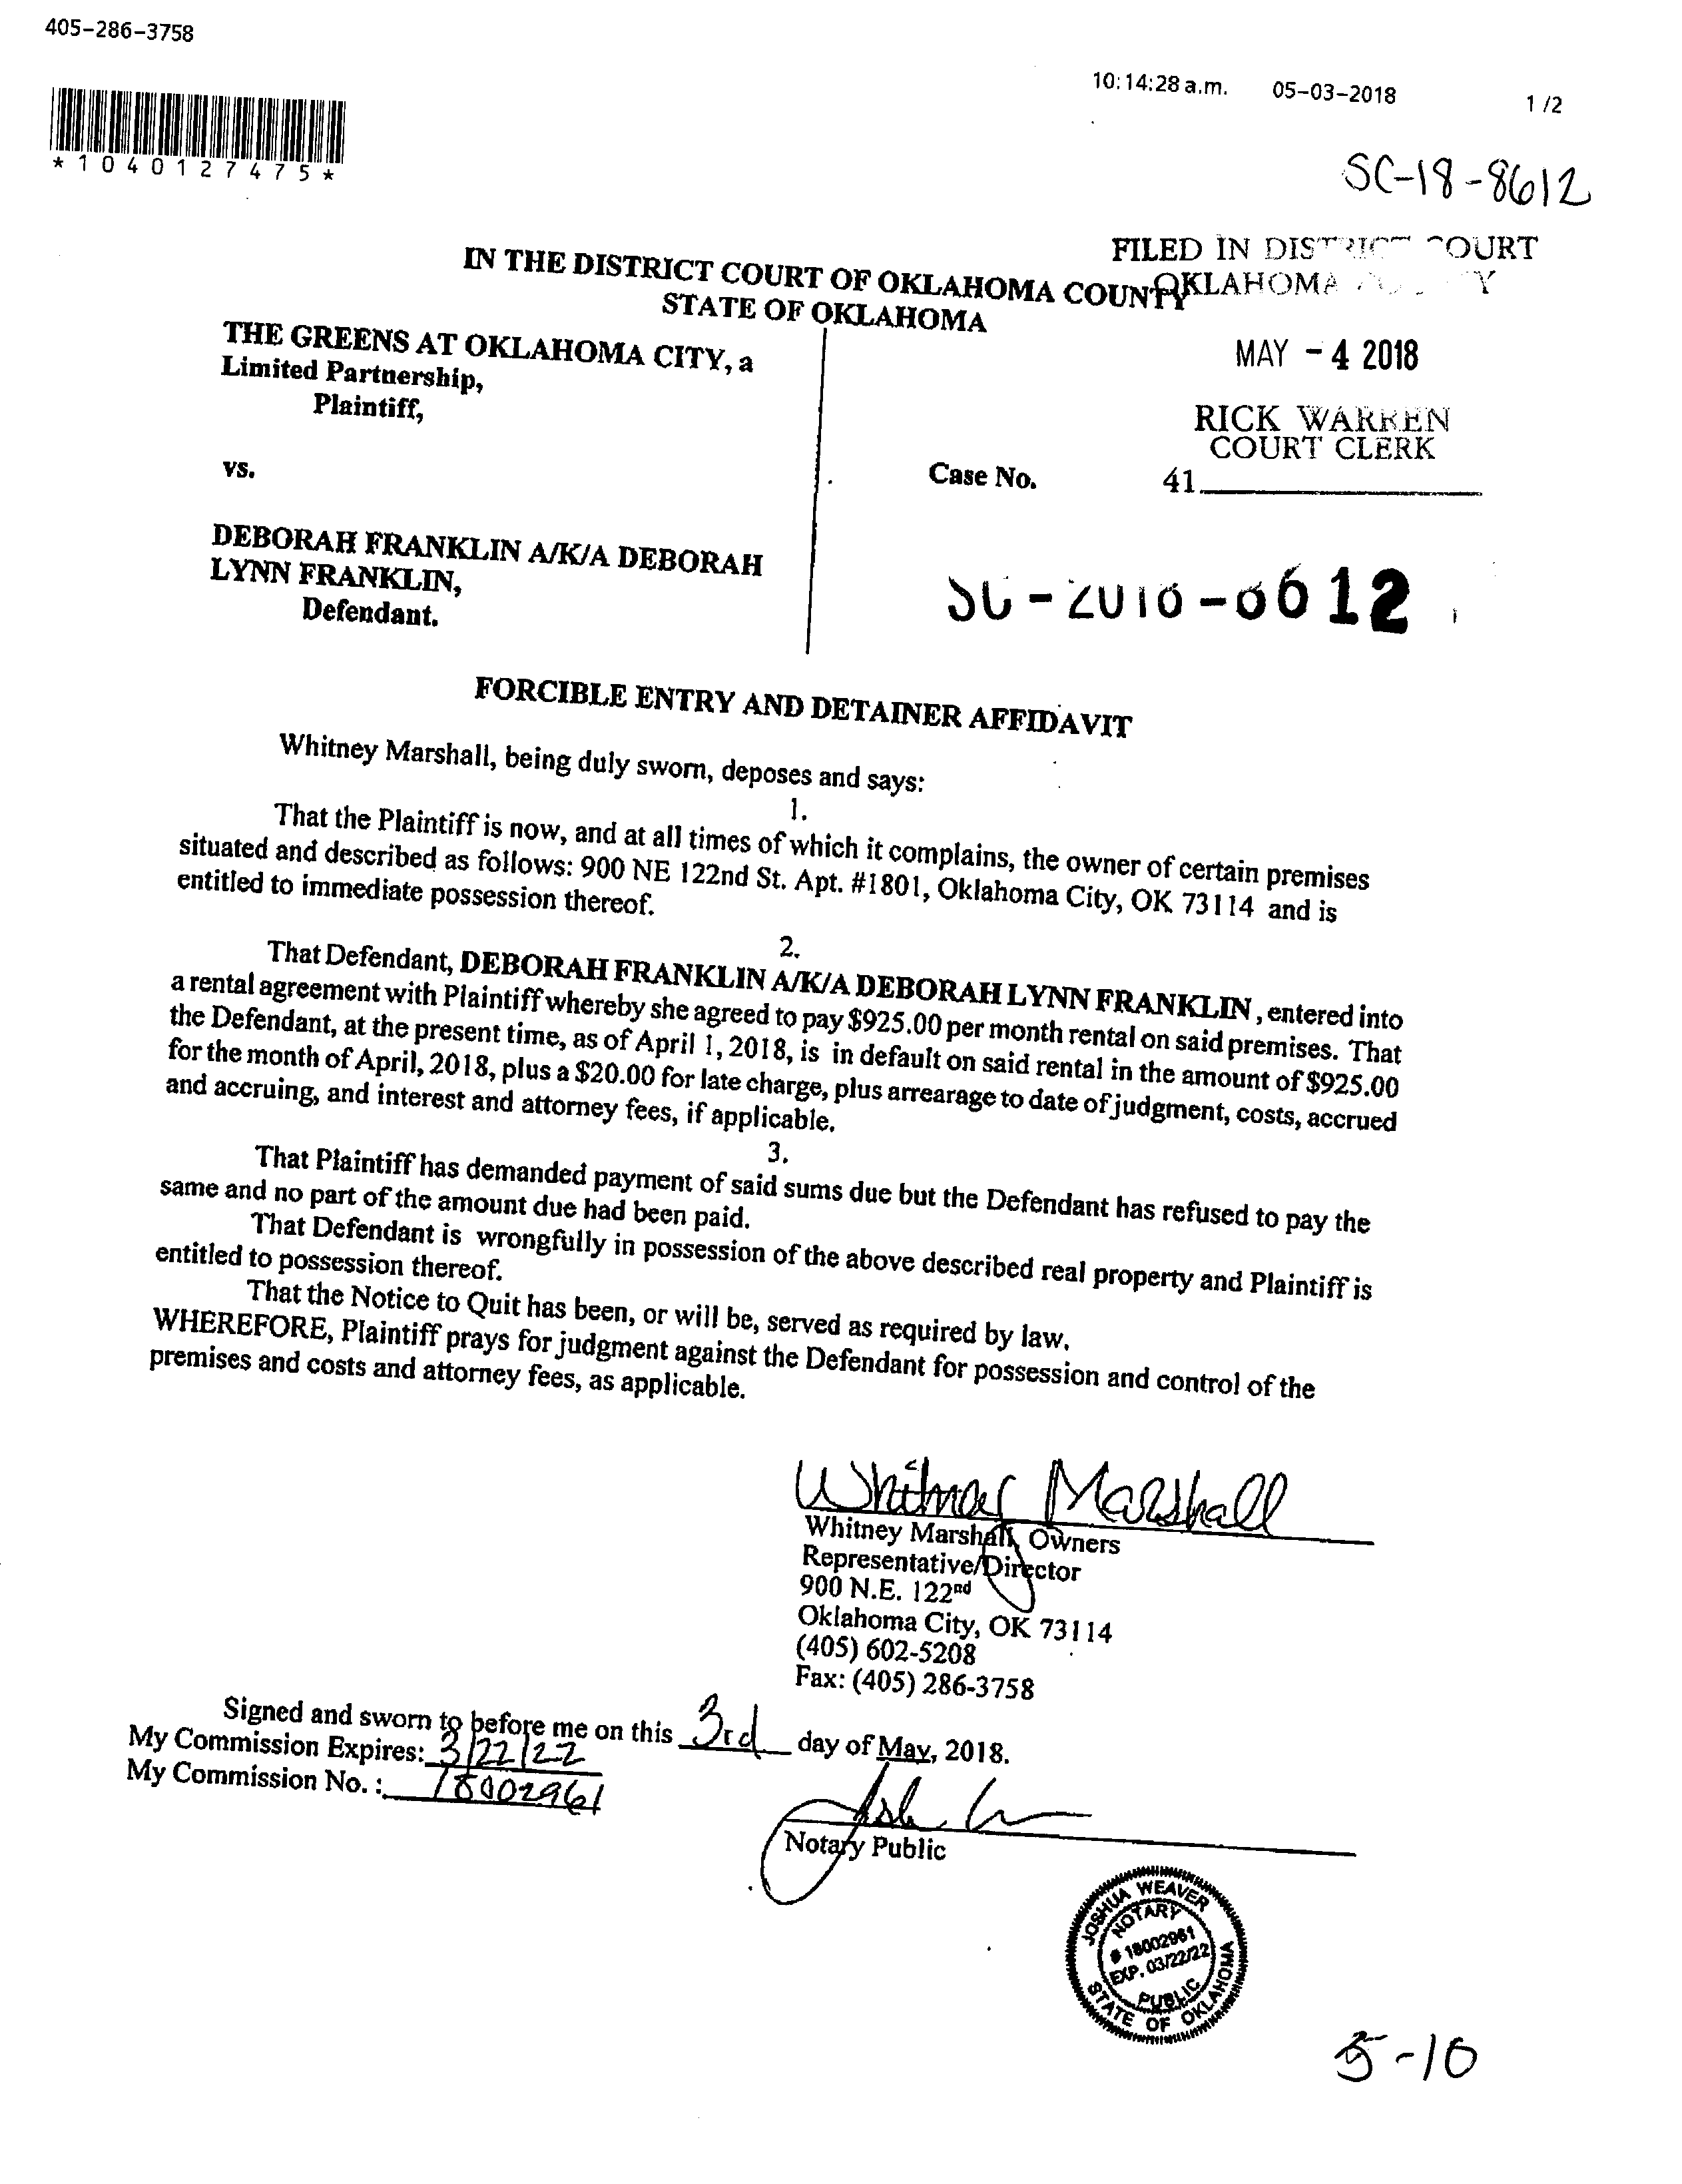 405-286-3758
10:14:28 a.m. 05-03-2018 1 /2
*1040127475*
SC-18-8612
FILED IN DISTRICT COURT
OKLAHOMA
IN THE DISTRICT COURT OF OKLAHOMA COUNTY
STATE OF OKLAHOMA
MAY - 4 2018
RICK WARREN
COURT CLERK
41
THE GREENS AT OKLAHOMA CITY, a
Limited Partnership,
Plaintiff,
vs.
Case No.
DEBORAH FRANKLIN A/K/A DEBORAH
LYNN FRANKLIN,
Defendant.
SC-2018-8612
FORCIBLE ENTRY AND DETAINER AFFIDAVIT
Whitney Marshall, being duly sworn, deposes and says:
1.
That the Plaintiff is now, and at all times of which it complains, the owner of certain premises
situated and described as follows: 900 NE 122nd St. Apt. #1801, Oklahoma City, OK 73114 and is
entitled to immediate possession thereof.
2.
That Defendant, DEBORAH FRANKLIN A/K/A DEBORAH LYNN FRANKLIN, entered into
a rental agreement with Plaintiff whereby she agreed to pay $925.00 per month rental on said premises. That
the Defendant, at the present time, as of April 1, 2018, is in default on said rental in the amount of $925.00
for the month of April, 2018, plus a $20.00 for late charge, plus arrearage to date of judgment, costs, accrued
and accruing, and interest and attorney fees, if applicable.
3.
That Plaintiff has demanded payment of said sums due but the Defendant has refused to pay the
same and no part of the amount due had been paid.
That Defendant is wrongfully in possession of the above described real property and Plaintiff is
entitled to possession thereof.
That the Notice to Quit has been, or will be, served as required by law.
WHEREFORE, Plaintiff prays for judgment against the Defendant for possession and control of the
premises and costs and attorney fees, as applicable.
Whitney Marshall
Whitney Marshall, Owners
Representative/Director
900 N.E. 122nd
Oklahoma City, OK 73114
(405) 602-5208
Fax: (405) 286-3758
Signed and sworn to before me on this 3rd day of May, 2018.
My Commission Expires: 3/22/22
My Commission No. : 18002961
Notary Public
JOSHUA WEAVER
NOTARY
# 18002961
EXP. 03/22/22
PUBLIC
STATE OF OKLAHOMA
5-10